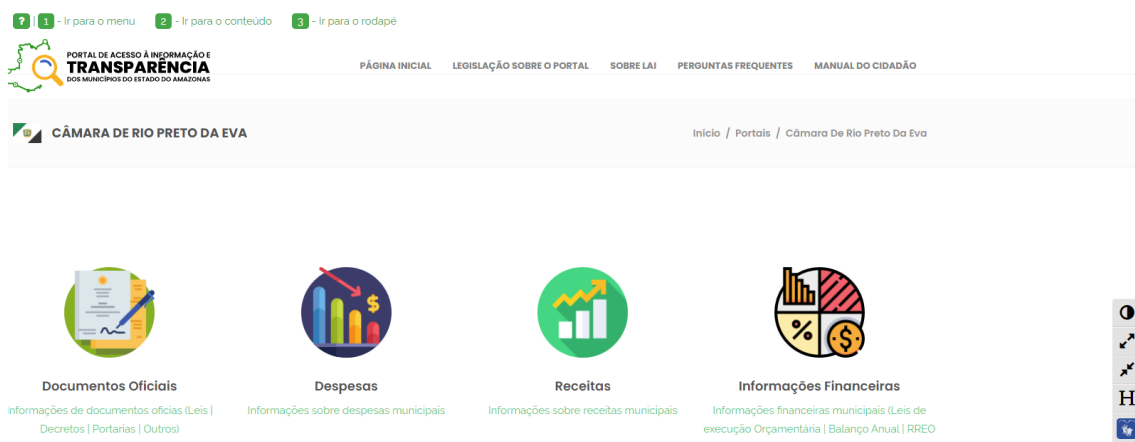 ? | 1 - Ir para o menu 2 - Ir para o conteúdo 3 - Ir para o rodapé
PORTAL DE ACESSO À INFORMAÇÃO E
TRANSPARÊNCIA
DOS MUNICÍPIOS DO ESTADO DO AMAZONAS
PÁGINA INICIAL LEGISLAÇÃO SOBRE O PORTAL SOBRE LAI PERGUNTAS FREQUENTES MANUAL DO CIDADÃO
CÂMARA DE RIO PRETO DA EVA
Início / Portais / Câmara De Rio Preto Da Eva
Documentos Oficiais
Informações de documentos oficias (Leis |
Decretos | Portarias | Outros)
Despesas
Informações sobre despesas municipais
Receitas
Informações sobre receitas municipais
Informações Financeiras
Informações financeiras municipais (Leis de
execução Orçamentária | Balanço Anual | RREO
H